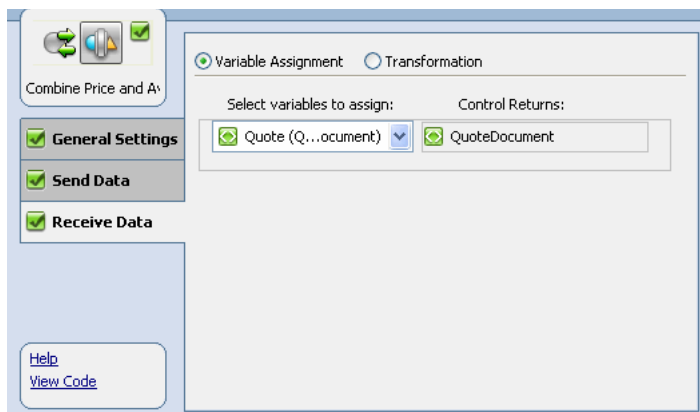 Combine Price and Av
General Settings
Send Data
Receive Data
Help
View Code
Variable Assignment Transformation
Select variables to assign: Control Returns:
Quote (Q...ocument) QuoteDocument